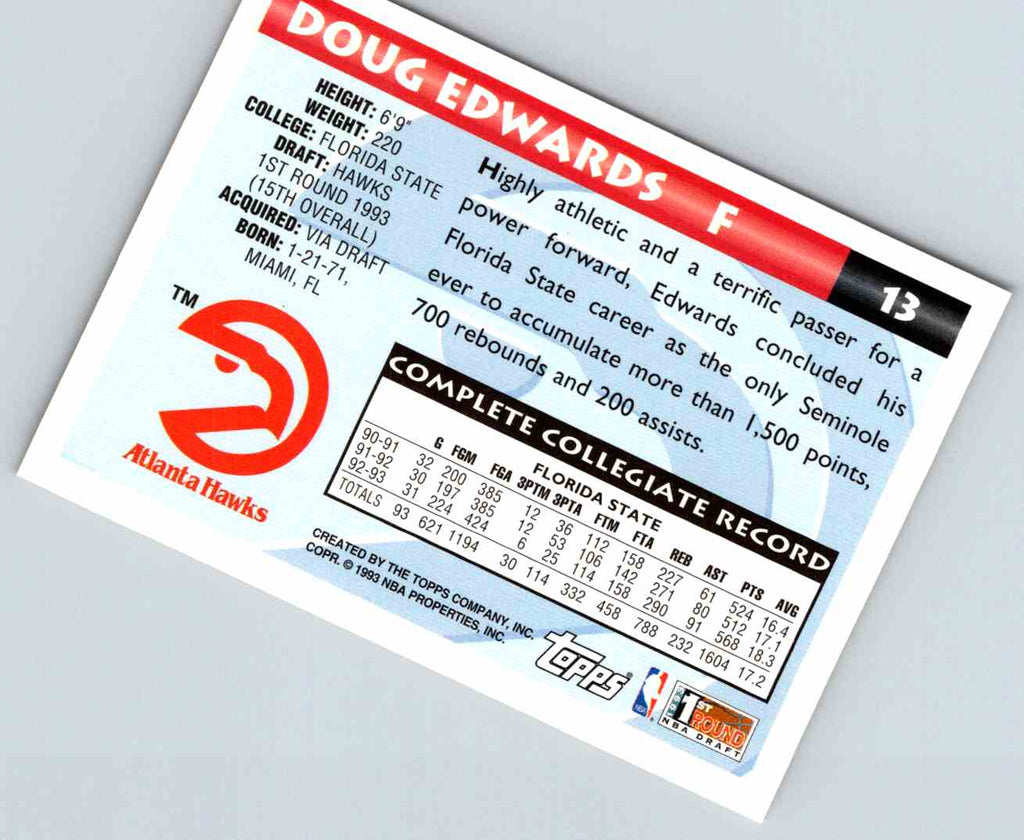 DOUG EDWARDS F 13
HEIGHT: 6'9"
WEIGHT: 220
COLLEGE: FLORIDA STATE
DRAFT: HAWKS
1ST ROUND 1993
(15TH OVERALL)
ACQUIRED: VIA DRAFT
BORN: 1-21-71,
MIAMI, FL
TM
Atlanta Hawks
Highly athletic and a terrific passer for a
power forward, Edwards concluded his
Florida State career as the only Seminole
ever to accumulate more than 1,500 points,
700 rebounds and 200 assists.
COMPLETE COLLEGIATE RECORD
FLORIDA STATE
G FGM FGA 3PTM 3PTA FTM FTA REB AST PTS AVG
90-91 32 200 385 12 36 112 158 227 61 524 16.4
91-92 30 197 385 12 53 106 142 271 80 512 17.1
92-93 31 224 424 6 25 114 158 290 91 568 18.3
TOTALS 93 621 1194 30 114 332 458 788 232 1604 17.2
CREATED BY THE TOPPS COMPANY, INC.
COPR. © 1993 NBA PROPERTIES, INC.
topps®
NBA
1ST
ROUND
NBA DRAFT